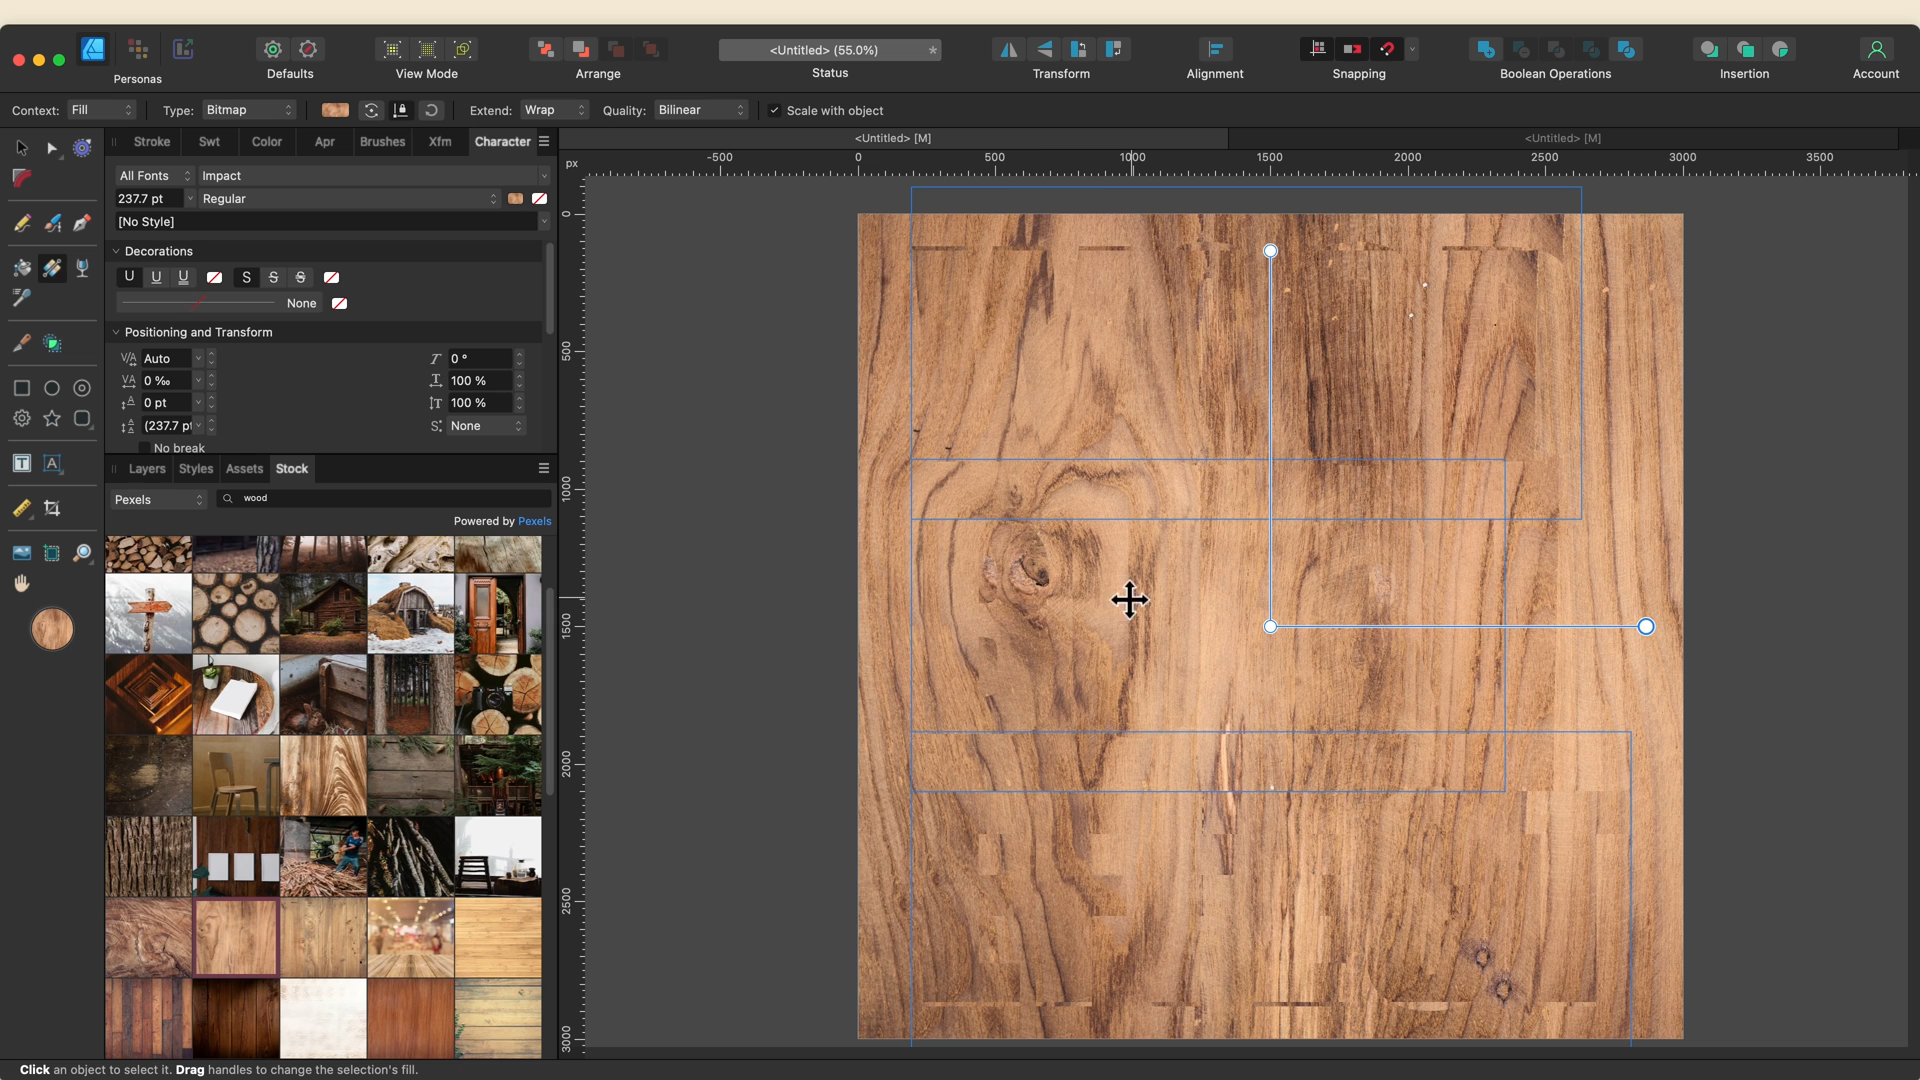 <Untitled> (55.0%)
*
Personas
Defaults
View Mode
Arrange
Status
Transform
Alignment
Snapping
Boolean Operations
Insertion
Account
Context: Fill
Type: Bitmap
Extend: Wrap
Quality: Bilinear
Scale with object
Stroke
Swt
Color
Apr
Brushes
Xfm
Character
<Untitled> [M]
<Untitled> [M]
px
-500
0
500
1000
1500
2000
2500
3000
3500
All Fonts
Impact
237.7 pt
Regular
[No Style]
Decorations
U U U S S S
None
Positioning and Transform
Auto
0 °
0 ‰
100 %
0 pt
100 %
(237.7 pt
None
No break
Layers
Styles
Assets
Stock
Pexels
wood
Powered by Pexels
0
500
1000
1500
2000
2500
3000
Click an object to select it. Drag handles to change the selection's fill.